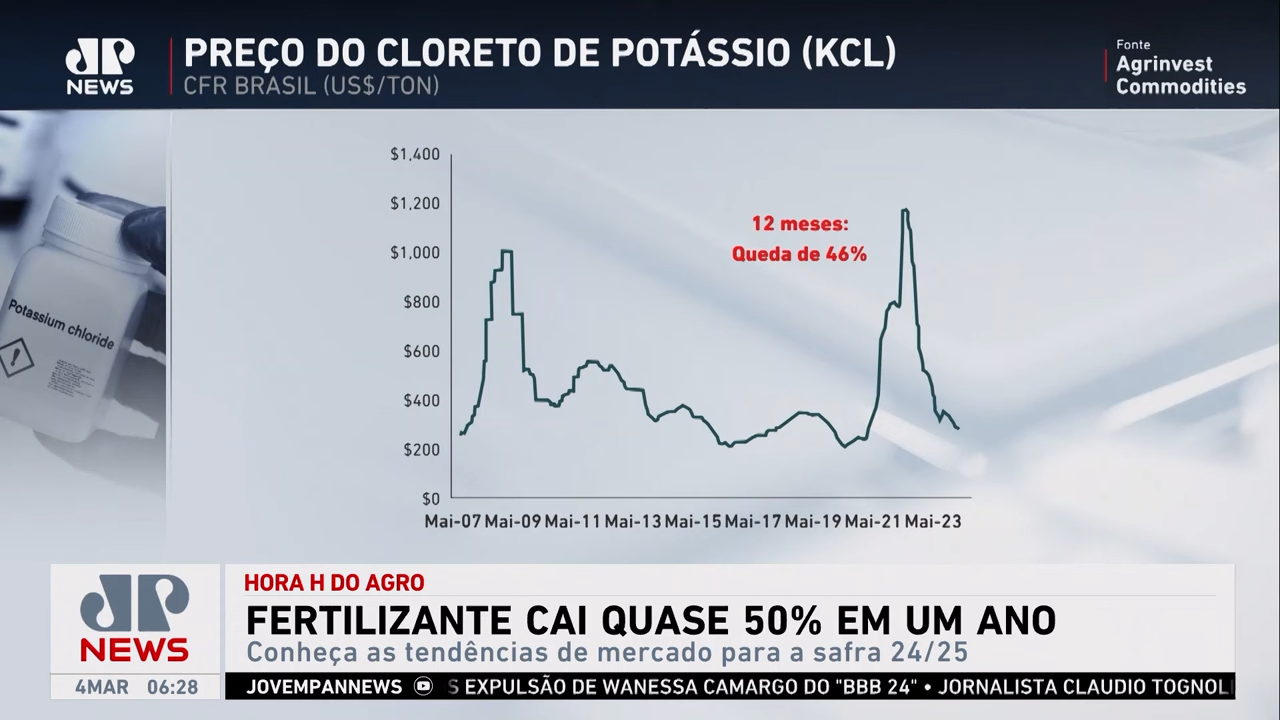 JP
NEWS
PREÇO DO CLORETO DE POTÁSSIO (KCL)
CFR BRASIL (US$/TON)
Fonte
Agrinvest
Commodities
Potassium chloride
$1,400
$1,200
$1,000
$800
$600
$400
$200
$0
12 meses:
Queda de 46%
Mai-07 Mai-09 Mai-11 Mai-13 Mai-15 Mai-17 Mai-19 Mai-21 Mai-23
JP
NEWS
HORA H DO AGRO
FERTILIZANTE CAI QUASE 50% EM UM ANO
Conheça as tendências de mercado para a safra 24/25
4MAR 06:28
JOVEMPANNEWS S EXPULSÃO DE WANESSA CAMARGO DO "BBB 24" • JORNALISTA CLAUDIO TOGNOL